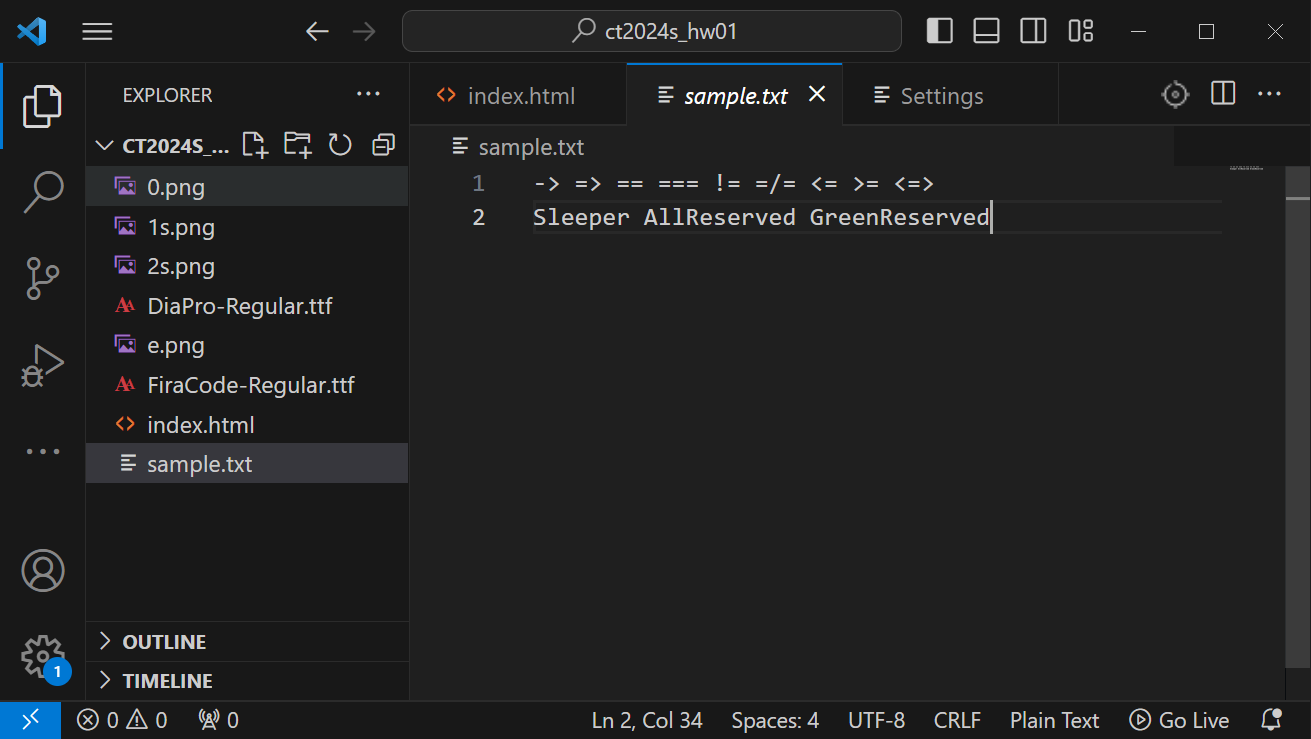 ct2024s_hw01
EXPLORER
CT2024S_...
0.png
1s.png
2s.png
DiaPro-Regular.ttf
e.png
FiraCode-Regular.ttf
index.html
sample.txt
OUTLINE
TIMELINE
index.html
sample.txt
Settings
sample.txt
1 -> => == === != =/= <= >= <=>
2 Sleeper AllReserved GreenReserved
1
0 0 0 Ln 2, Col 34 Spaces: 4 UTF-8 CRLF Plain Text Go Live